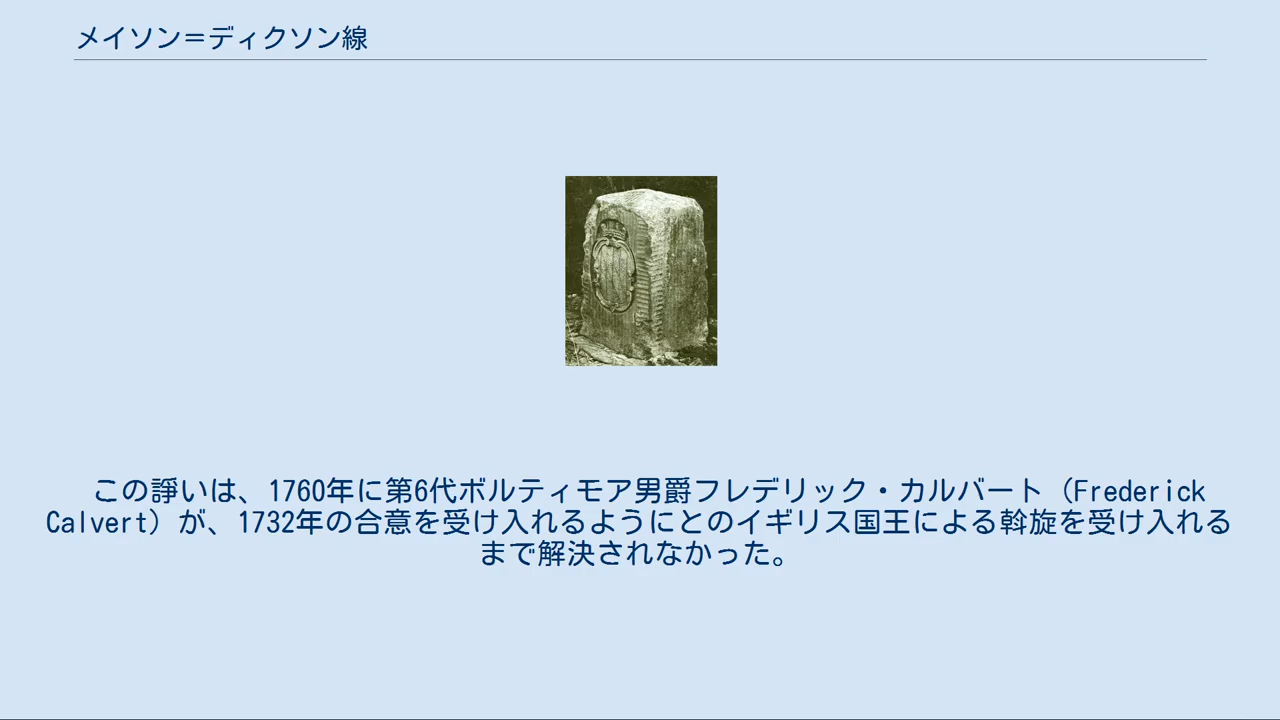 メイソン＝ディクソン線
この諍いは、1760年に第6代ボルティモア男爵フレデリック・カルバート（Frederick
Calvert）が、1732年の合意を受け入れるようにとのイギリス国王による斡旋を受け入れる
まで解決されなかった。